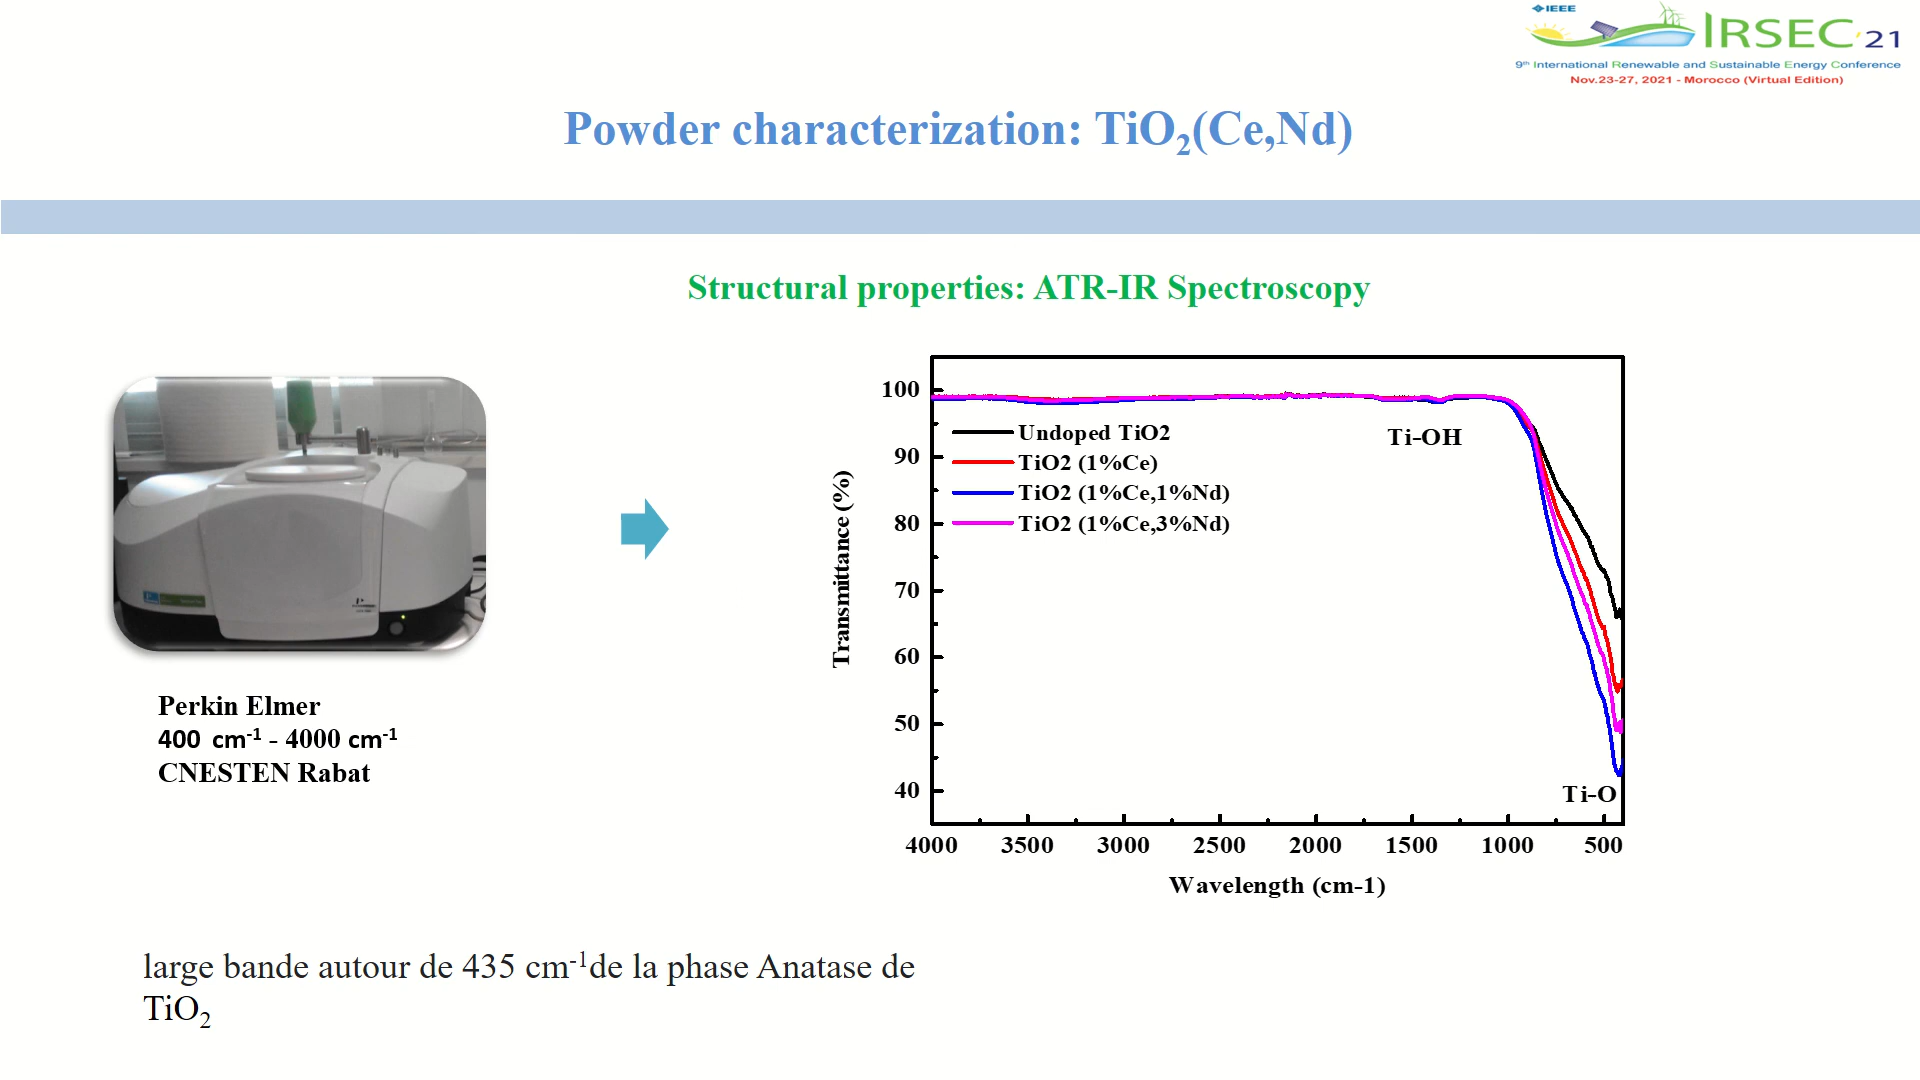 IEEE
IRSEC'21
9th International Renewable and Sustainable Energy Conference
Nov.23-27, 2021 - Morocco (Virtual Edition)
Powder characterization: TiO2(Ce,Nd)
Structural properties: ATR-IR Spectroscopy
Perkin Elmer
400 cm-1 - 4000 cm-1
CNESTEN Rabat
Transmittance (%)
100
90
80
70
60
50
40
Undoped TiO2
TiO2 (1%Ce)
TiO2 (1%Ce,1%Nd)
TiO2 (1%Ce,3%Nd)
Ti-OH
Ti-O
4000 3500 3000 2500 2000 1500 1000 500
Wavelength (cm-1)
large bande autour de 435 cm-1de la phase Anatase de
TiO2